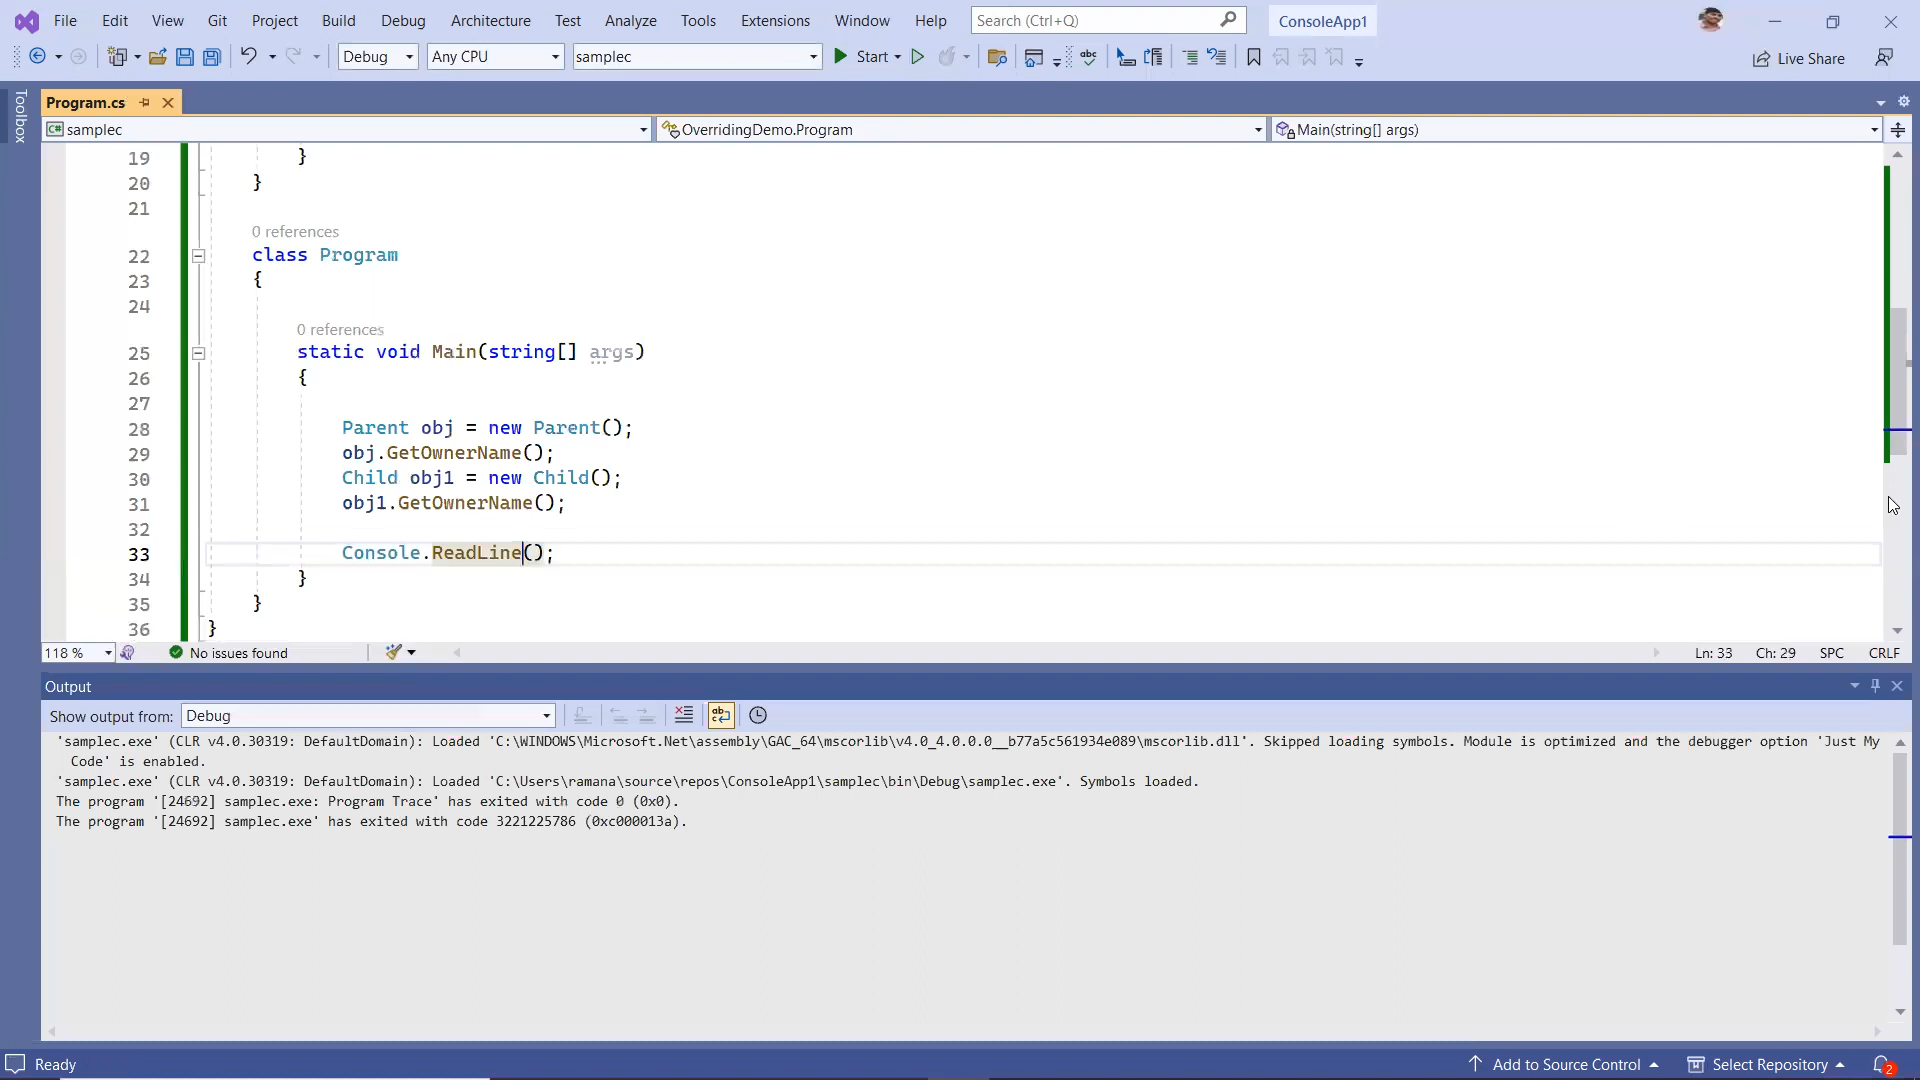 File Edit View Git Project Build Debug Architecture Test Analyze Tools Extensions Window Help Search (Ctrl+Q) ConsoleApp1
Debug Any CPU samplec Start Live Share
Toolbox
Program.cs
samplec OverridingDemo.Program Main(string[] args)
19 }
20 }
21
0 references
22 class Program
23 {
24
0 references
25 static void Main(string[] args)
26 {
27
28 Parent obj = new Parent();
29 obj.GetOwnerName();
30 Child obj1 = new Child();
31 obj1.GetOwnerName();
32
33 Console.ReadLine();
34 }
35 }
36 }
118 % No issues found Ln: 33 Ch: 29 SPC CRLF
Output
Show output from: Debug
'samplec.exe' (CLR v4.0.30319: DefaultDomain): Loaded 'C:\WINDOWS\Microsoft.Net\assembly\GAC_64\mscorlib\v4.0_4.0.0.0__b77a5c561934e089\mscorlib.dll'. Skipped loading symbols. Module is optimized and the debugger option 'Just My
Code' is enabled.
'samplec.exe' (CLR v4.0.30319: DefaultDomain): Loaded 'C:\Users\ramana\source\repos\ConsoleApp1\samplec\bin\Debug\samplec.exe'. Symbols loaded.
The program '[24692] samplec.exe: Program Trace' has exited with code 0 (0x0).
The program '[24692] samplec.exe' has exited with code 3221225786 (0xc000013a).
Ready Add to Source Control Select Repository 2